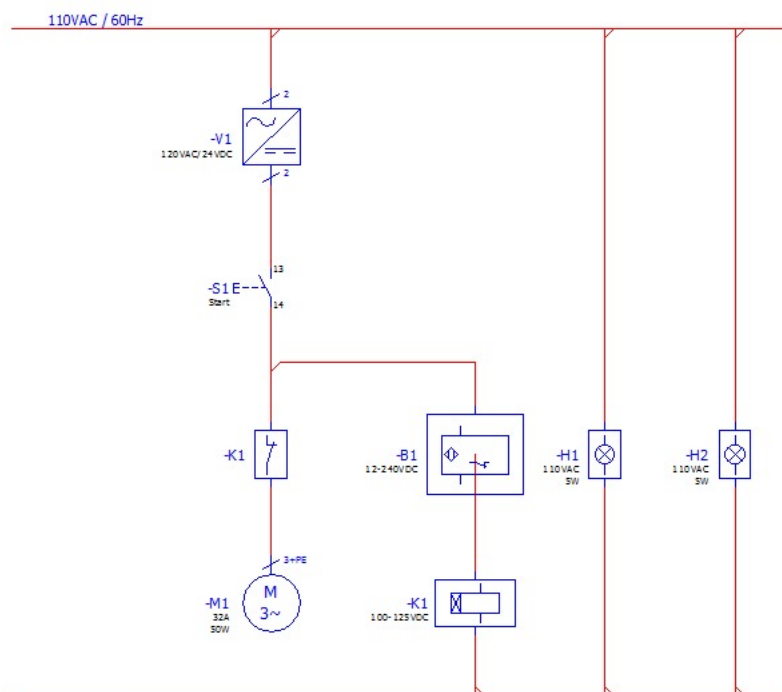 110VAC / 60Hz
2
-V1
120VAC/24VDC
2
13
-S1 E
Start
14
-K1
-B1
12-240VDC
-H1
110VAC
5W
-H2
110VAC
5W
3+PE
-M1
32A
50W
M
3~
-K1
100-125VDC